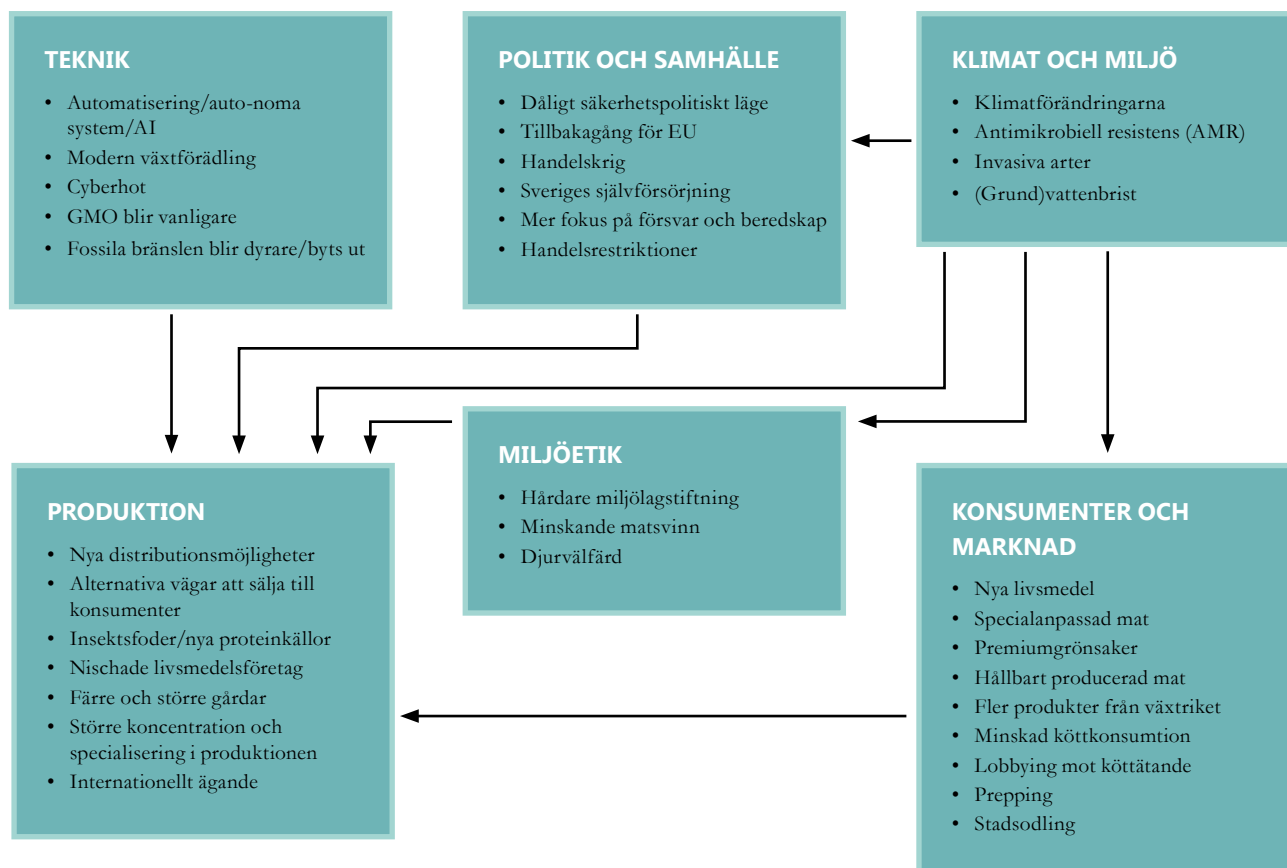 TEKNIK
• Automatisering/auto-noma
system/AI
• Modern växtförädling
• Cyberhot
• GMO blir vanligare
• Fossila bränslen blir dyrare/byts ut
POLITIK OCH SAMHÄLLE
• Dåligt säkerhetspolitiskt läge
• Tillbakagång för EU
• Handelskrig
• Sveriges självförsörjning
• Mer fokus på försvar och beredskap
• Handelsrestriktioner
KLIMAT OCH MILJÖ
• Klimatförändringarna
• Antimikrobiell resistens (AMR)
• Invasiva arter
• (Grund)vattenbrist
PRODUKTION
• Nya distributionsmöjligheter
• Alternativa vägar att sälja till
konsumenter
• Insektsfoder/nya proteinkällor
• Nischade livsmedelsföretag
• Färre och större gårdar
• Större koncentration och
specialisering i produktionen
• Internationellt ägande
MILJÖETIK
• Hårdare miljölagstiftning
• Minskande matsvinn
• Djurvälfärd
KONSUMENTER OCH
MARKNAD
• Nya livsmedel
• Specialanpassad mat
• Premiumgrönsaker
• Hållbart producerad mat
• Fler produkter från växtriket
• Minskad köttkonsumtion
• Lobbying mot köttätande
• Prepping
• Stadsodling